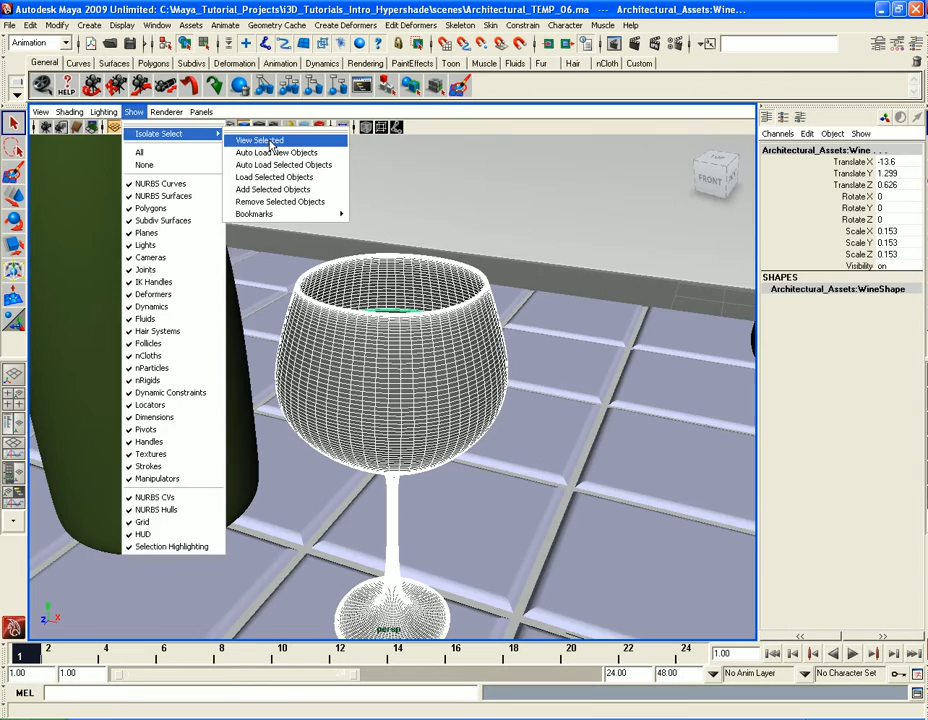 Autodesk Maya 2009 Unlimited: C:\Maya_Tutorial_Projects\i3D_Tutorials_Intro_Hypershade\scenes\Architectural_TEMP_06.ma - Architectural_Assets:Wine...
File Edit Modify Create Display Window Assets Animate Geometry Cache Create Deformers Edit Deformers Skeleton Skin Constrain Character Muscle Help
Animation
General Curves Surfaces Polygons Subdivs Deformation Animation Dynamics Rendering PaintEffects Toon Muscle Fluids Fur Hair nCloth Custom
HELP
View Shading Lighting Show Renderer Panels
Isolate Select
All
None
NURBS Curves
NURBS Surfaces
Polygons
Subdiv Surfaces
Planes
Lights
Cameras
Joints
IK Handles
Deformers
Dynamics
Fluids
Hair Systems
Follicles
nCloths
nParticles
nRigids
Dynamic Constraints
Locators
Dimensions
Pivots
Handles
Textures
Strokes
Manipulators
NURBS CVs
NURBS Hulls
Grid
HUD
Selection Highlighting
View Selected
Auto Load New Objects
Auto Load Selected Objects
Load Selected Objects
Add Selected Objects
Remove Selected Objects
Bookmarks
FRONT
persp
Z X
Channels Edit Object Show
Architectural_Assets:Wine . . .
Translate X -13.6
Translate Y 1.299
Translate Z 0.626
Rotate X 0
Rotate Y 0
Rotate Z 0
Scale X 0.153
Scale Y 0.153
Scale Z 0.153
Visibility on
SHAPES
Architectural_Assets:WineShape
<< >>
1 2 4 6 8 10 12 14 16 18 20 22 24 1.00
1.00 1.00 24.00 48.00 No Anim Layer No Character Set
MEL